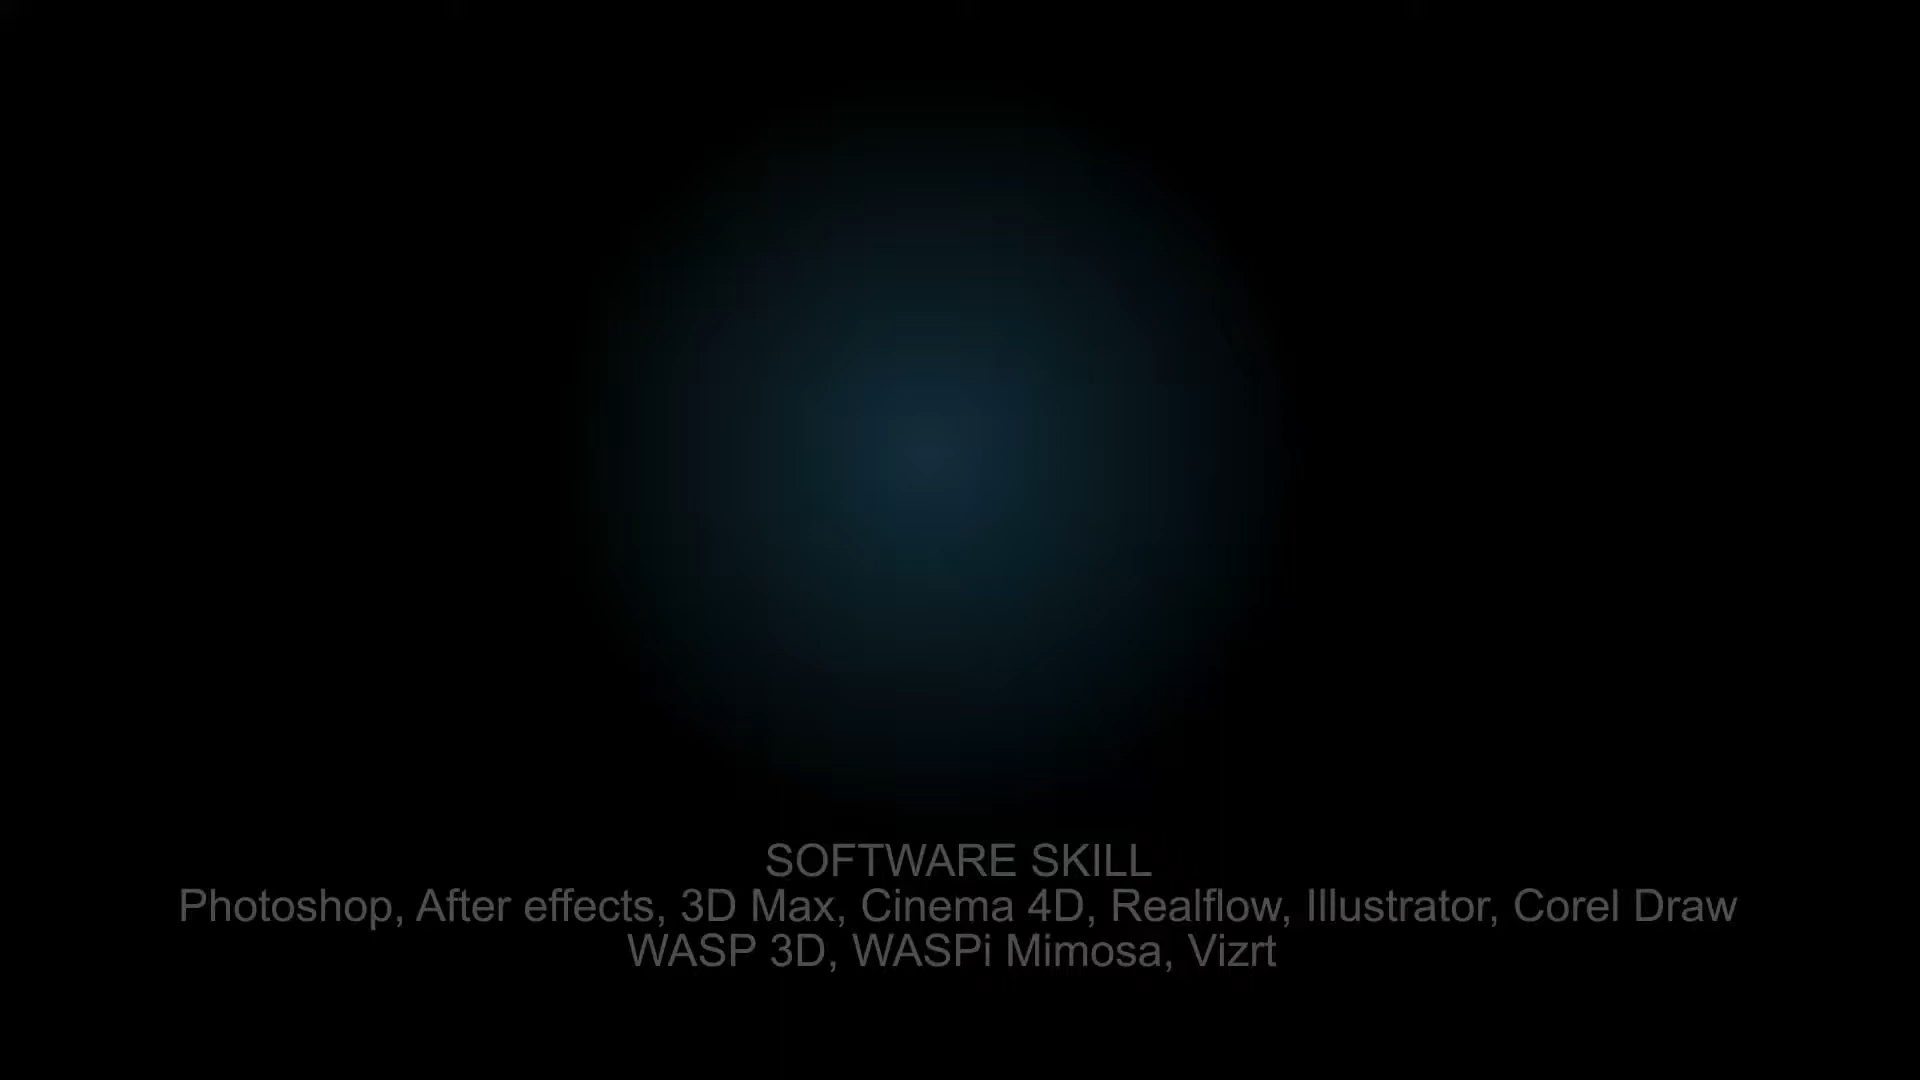 SOFTWARE SKILL
Photoshop, After effects, 3D Max, Cinema 4D, Realflow, Illustrator, Corel Draw
WASP 3D, WASPi Mimosa, Vizrt